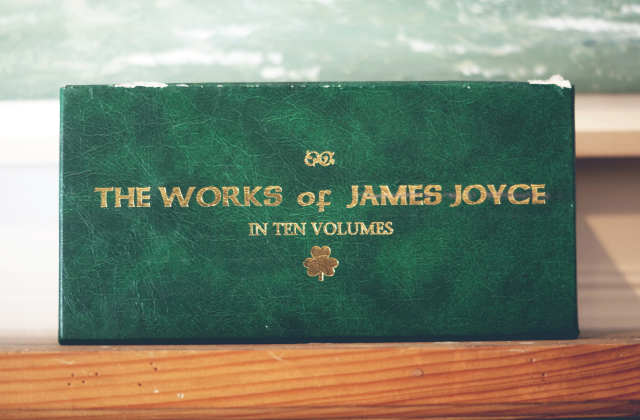 THE WORKS of JAMES JOYCE
IN TEN VOLUMES